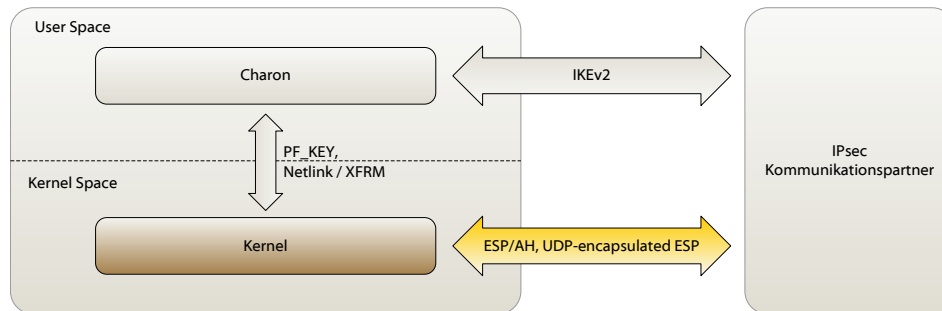 User Space
Charon
IKEv2
PF_KEY,
Netlink / XFRM
Kernel Space
IPsec
Kommunikationspartner
Kernel
ESP/AH, UDP-encapsulated ESP